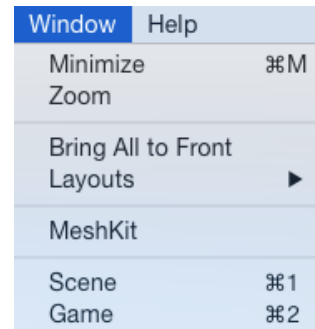 Window Help
Minimize ⌘M
Zoom
Bring All to Front
Layouts ▶
MeshKit
Scene ⌘1
Game ⌘2